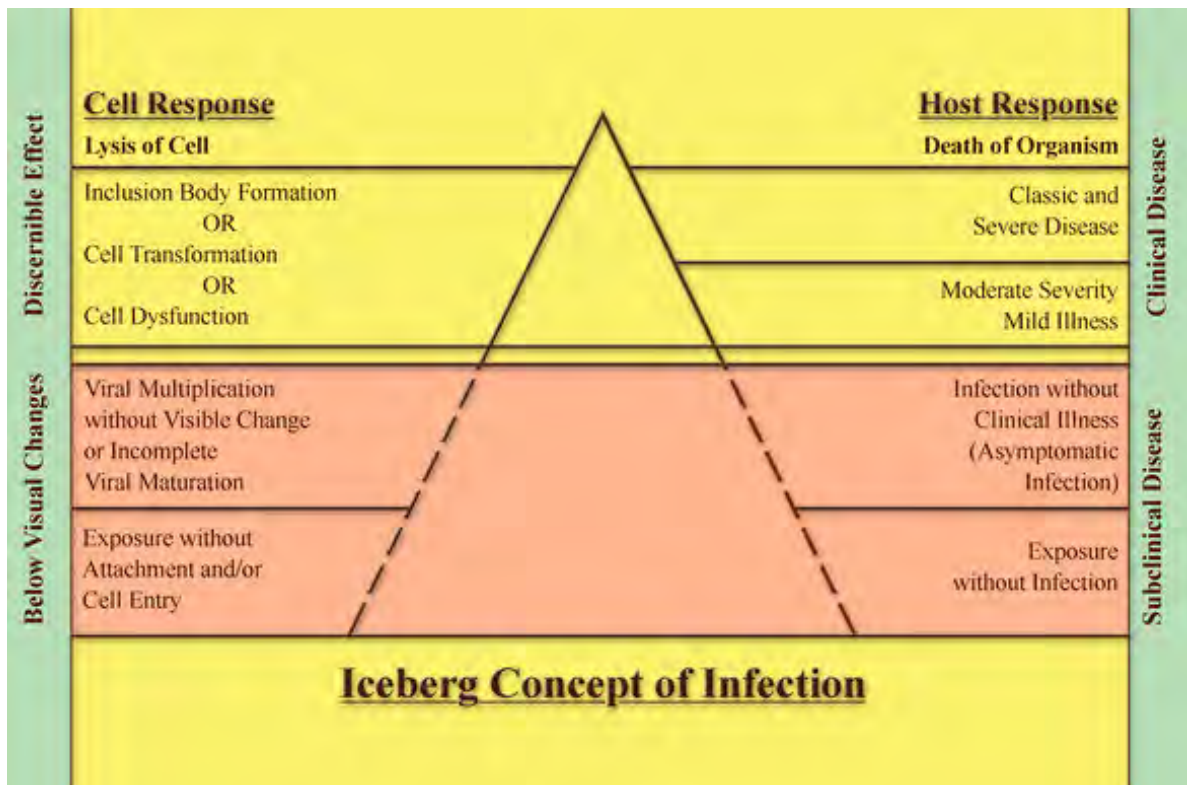 Discernible Effect
Below Visual Changes
Cell Response
Lysis of Cell
Inclusion Body Formation
OR
Cell Transformation
OR
Cell Dysfunction
Viral Multiplication
without Visible Change
or Incomplete
Viral Maturation
Exposure without
Attachment and/or
Cell Entry
Host Response
Death of Organism
Classic and
Severe Disease
Moderate Severity
Mild Illness
Infection without
Clinical Illness
(Asymptomatic
Infection)
Exposure
without Infection
Clinical Disease
Subclinical Disease
Iceberg Concept of Infection